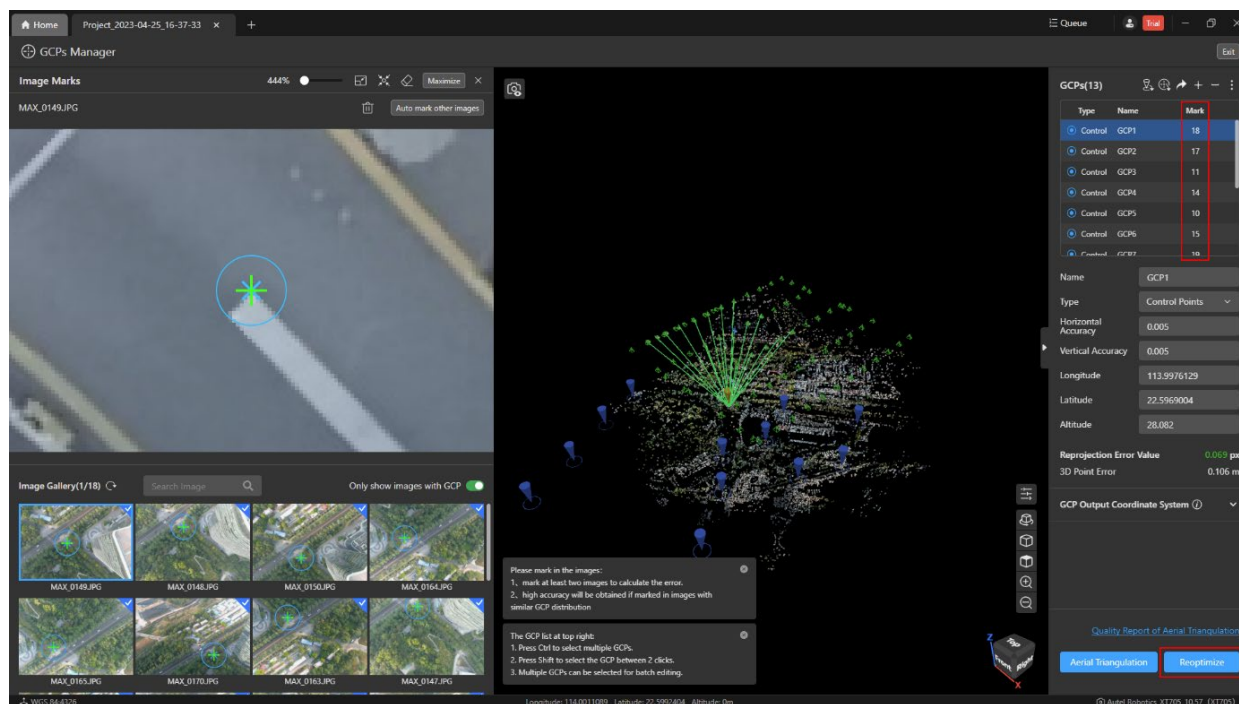 Home
Project_2023-04-25_16-37-33 × +
Queue
Trial
GCPs Manager
Exit
Image Marks
444%
Maximize
MAX_0149.JPG
Auto mark other images
Image Gallery(1/18)
Search Image
Only show images with GCP
MAX_0149.JPG MAX_0148.JPG MAX_0150.JPG MAX_0164.JPG
MAX_0165.JPG MAX_0170.JPG MAX_0163.JPG MAX_0147.JPG
Please mark in the images:
1、mark at least two images to calculate the error.
2、high accuracy will be obtained if marked in images with
similar GCP distribution
The GCP list at top right:
1. Press Ctrl to select multiple GCPs.
2. Press Shift to select the GCP between 2 clicks.
3. Multiple GCPs can be selected for batch editing.
Z
Top
Front Right
X
GCPs(13)
Type Name Mark
Control GCP1 18
Control GCP2 17
Control GCP3 11
Control GCP4 14
Control GCP5 10
Control GCP6 15
Control GCP7 19
Name GCP1
Type Control Points
Horizontal
Accuracy 0.005
Vertical Accuracy 0.005
Longitude 113.9976129
Latitude 22.5969004
Altitude 28.082
Reprojection Error Value 0.069 px
3D Point Error 0.106 m
GCP Output Coordinate System
Quality Report of Aerial Triangulation
Aerial Triangulation Reoptimize
WGS 84:4326
Longitude: 114.0011089 Latitude: 22.5992404 Altitude: 0m
Autel Robotics_XT705_10.57_(XT705)